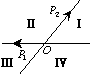 P₂
II I
P₁ O
III IV